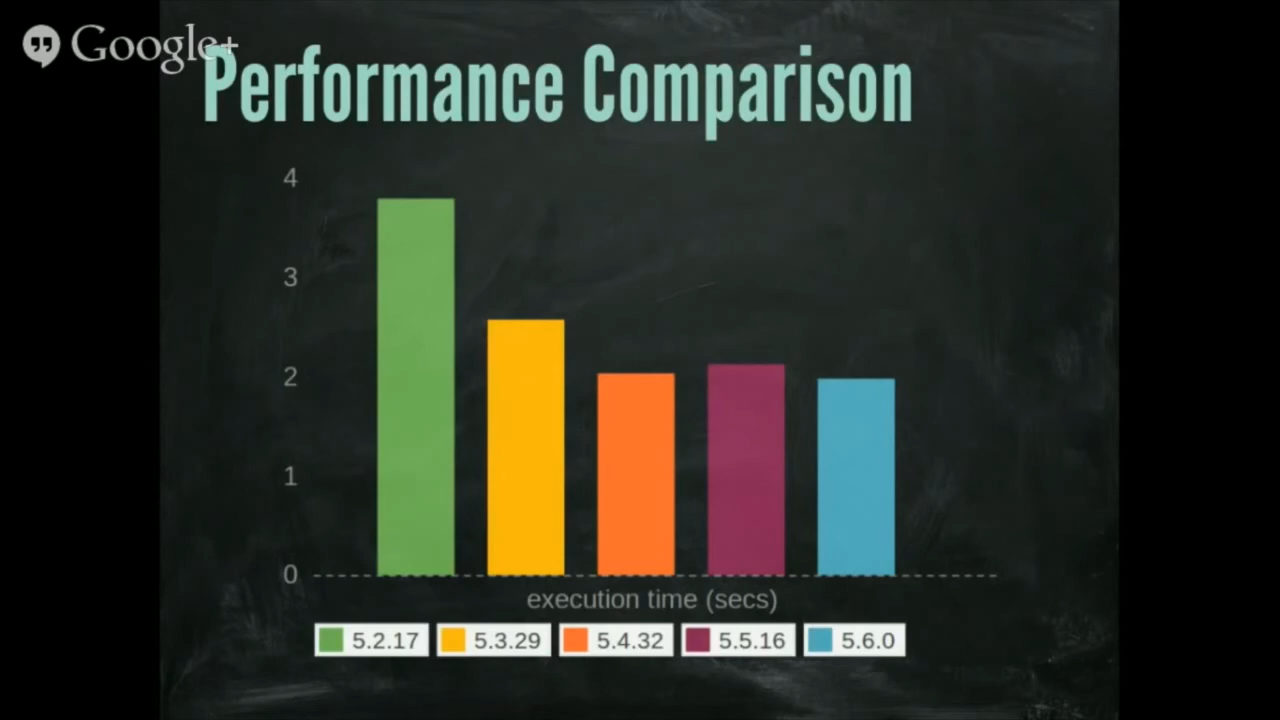 Google+
Performance Comparison
4
3
2
1
0
execution time (secs)
5.2.17 5.3.29 5.4.32 5.5.16 5.6.0